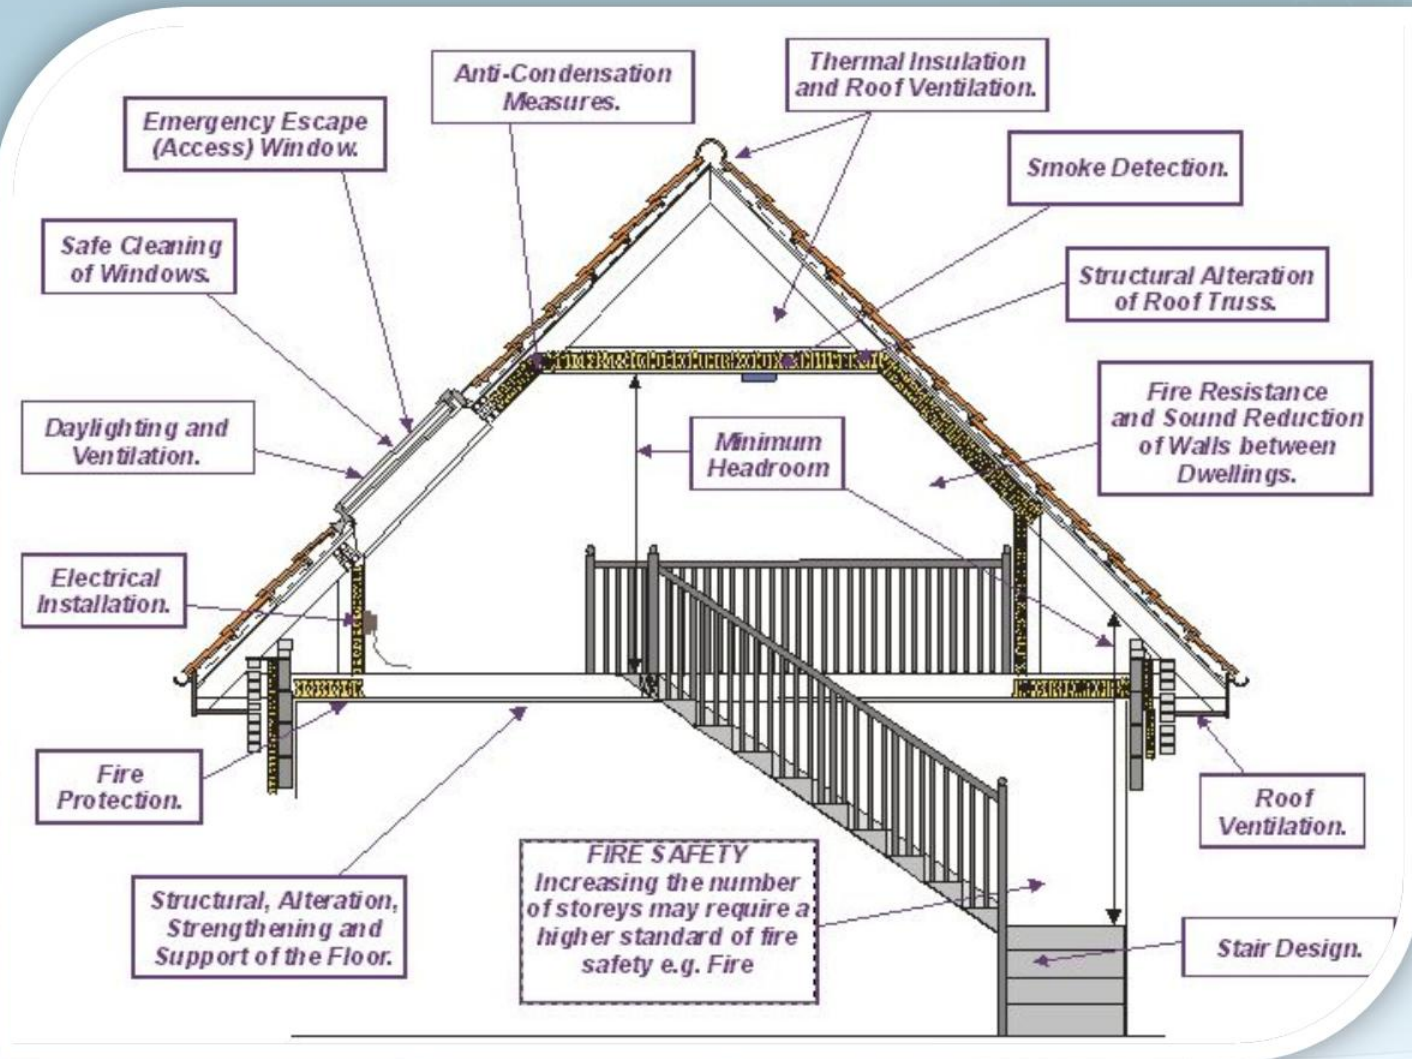 Anti-Condensation
Measures.
Thermal Insulation
and Roof Ventilation.
Emergency Escape
(Access) Window.
Smoke Detection.
Safe Cleaning
of Windows.
Structural Alteration
of Roof Truss.
Daylighting and
Ventilation.
Minimum
Headroom
Fire Resistance
and Sound Reduction
of Walls between
Dwellings.
Electrical
Installation.
Fire
Protection.
Roof
Ventilation.
Structural, Alteration,
Strengthening and
Support of the Floor.
FIRE SAFETY
Increasing the number
of storeys may require a
higher standard of fire
safety e.g. Fire
Stair Design.